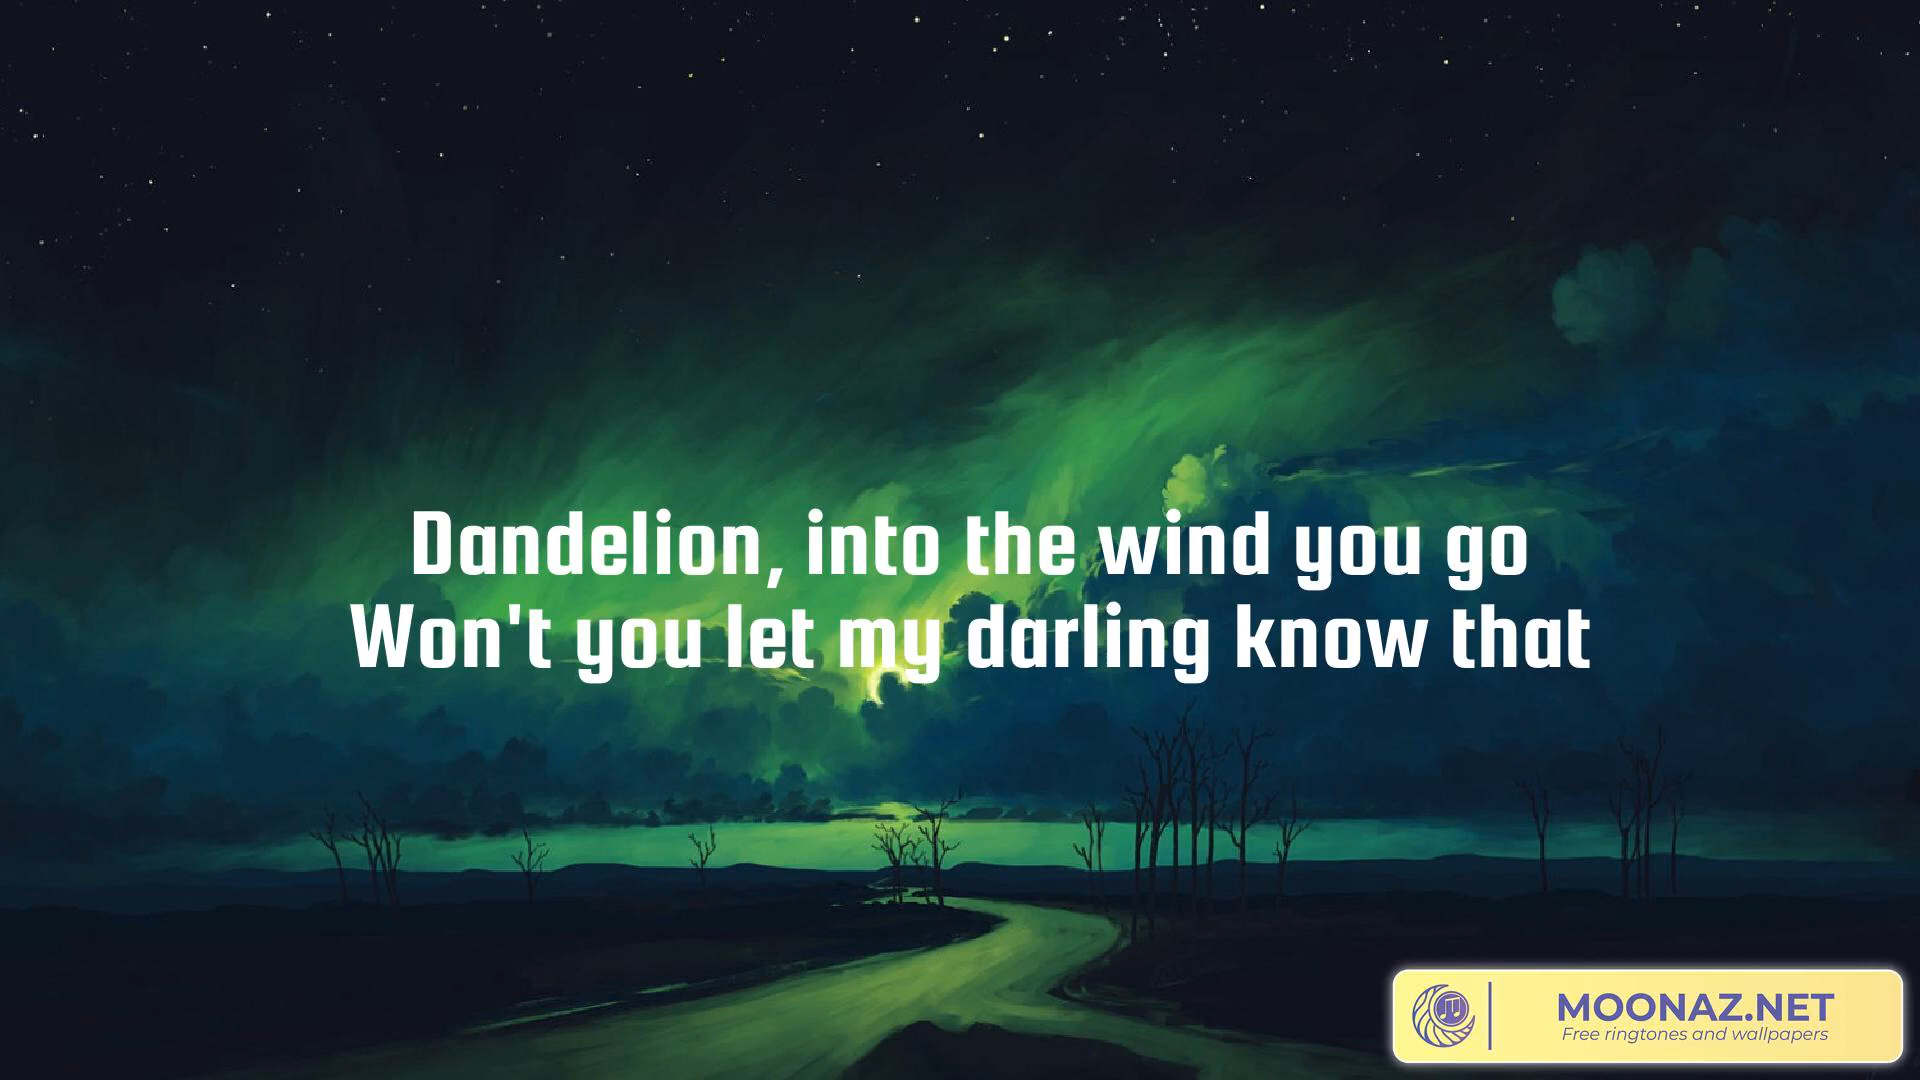 Dandelion, into the wind you go
Won't you let my darling know that
MOONAZ.NET
Free ringtones and wallpapers